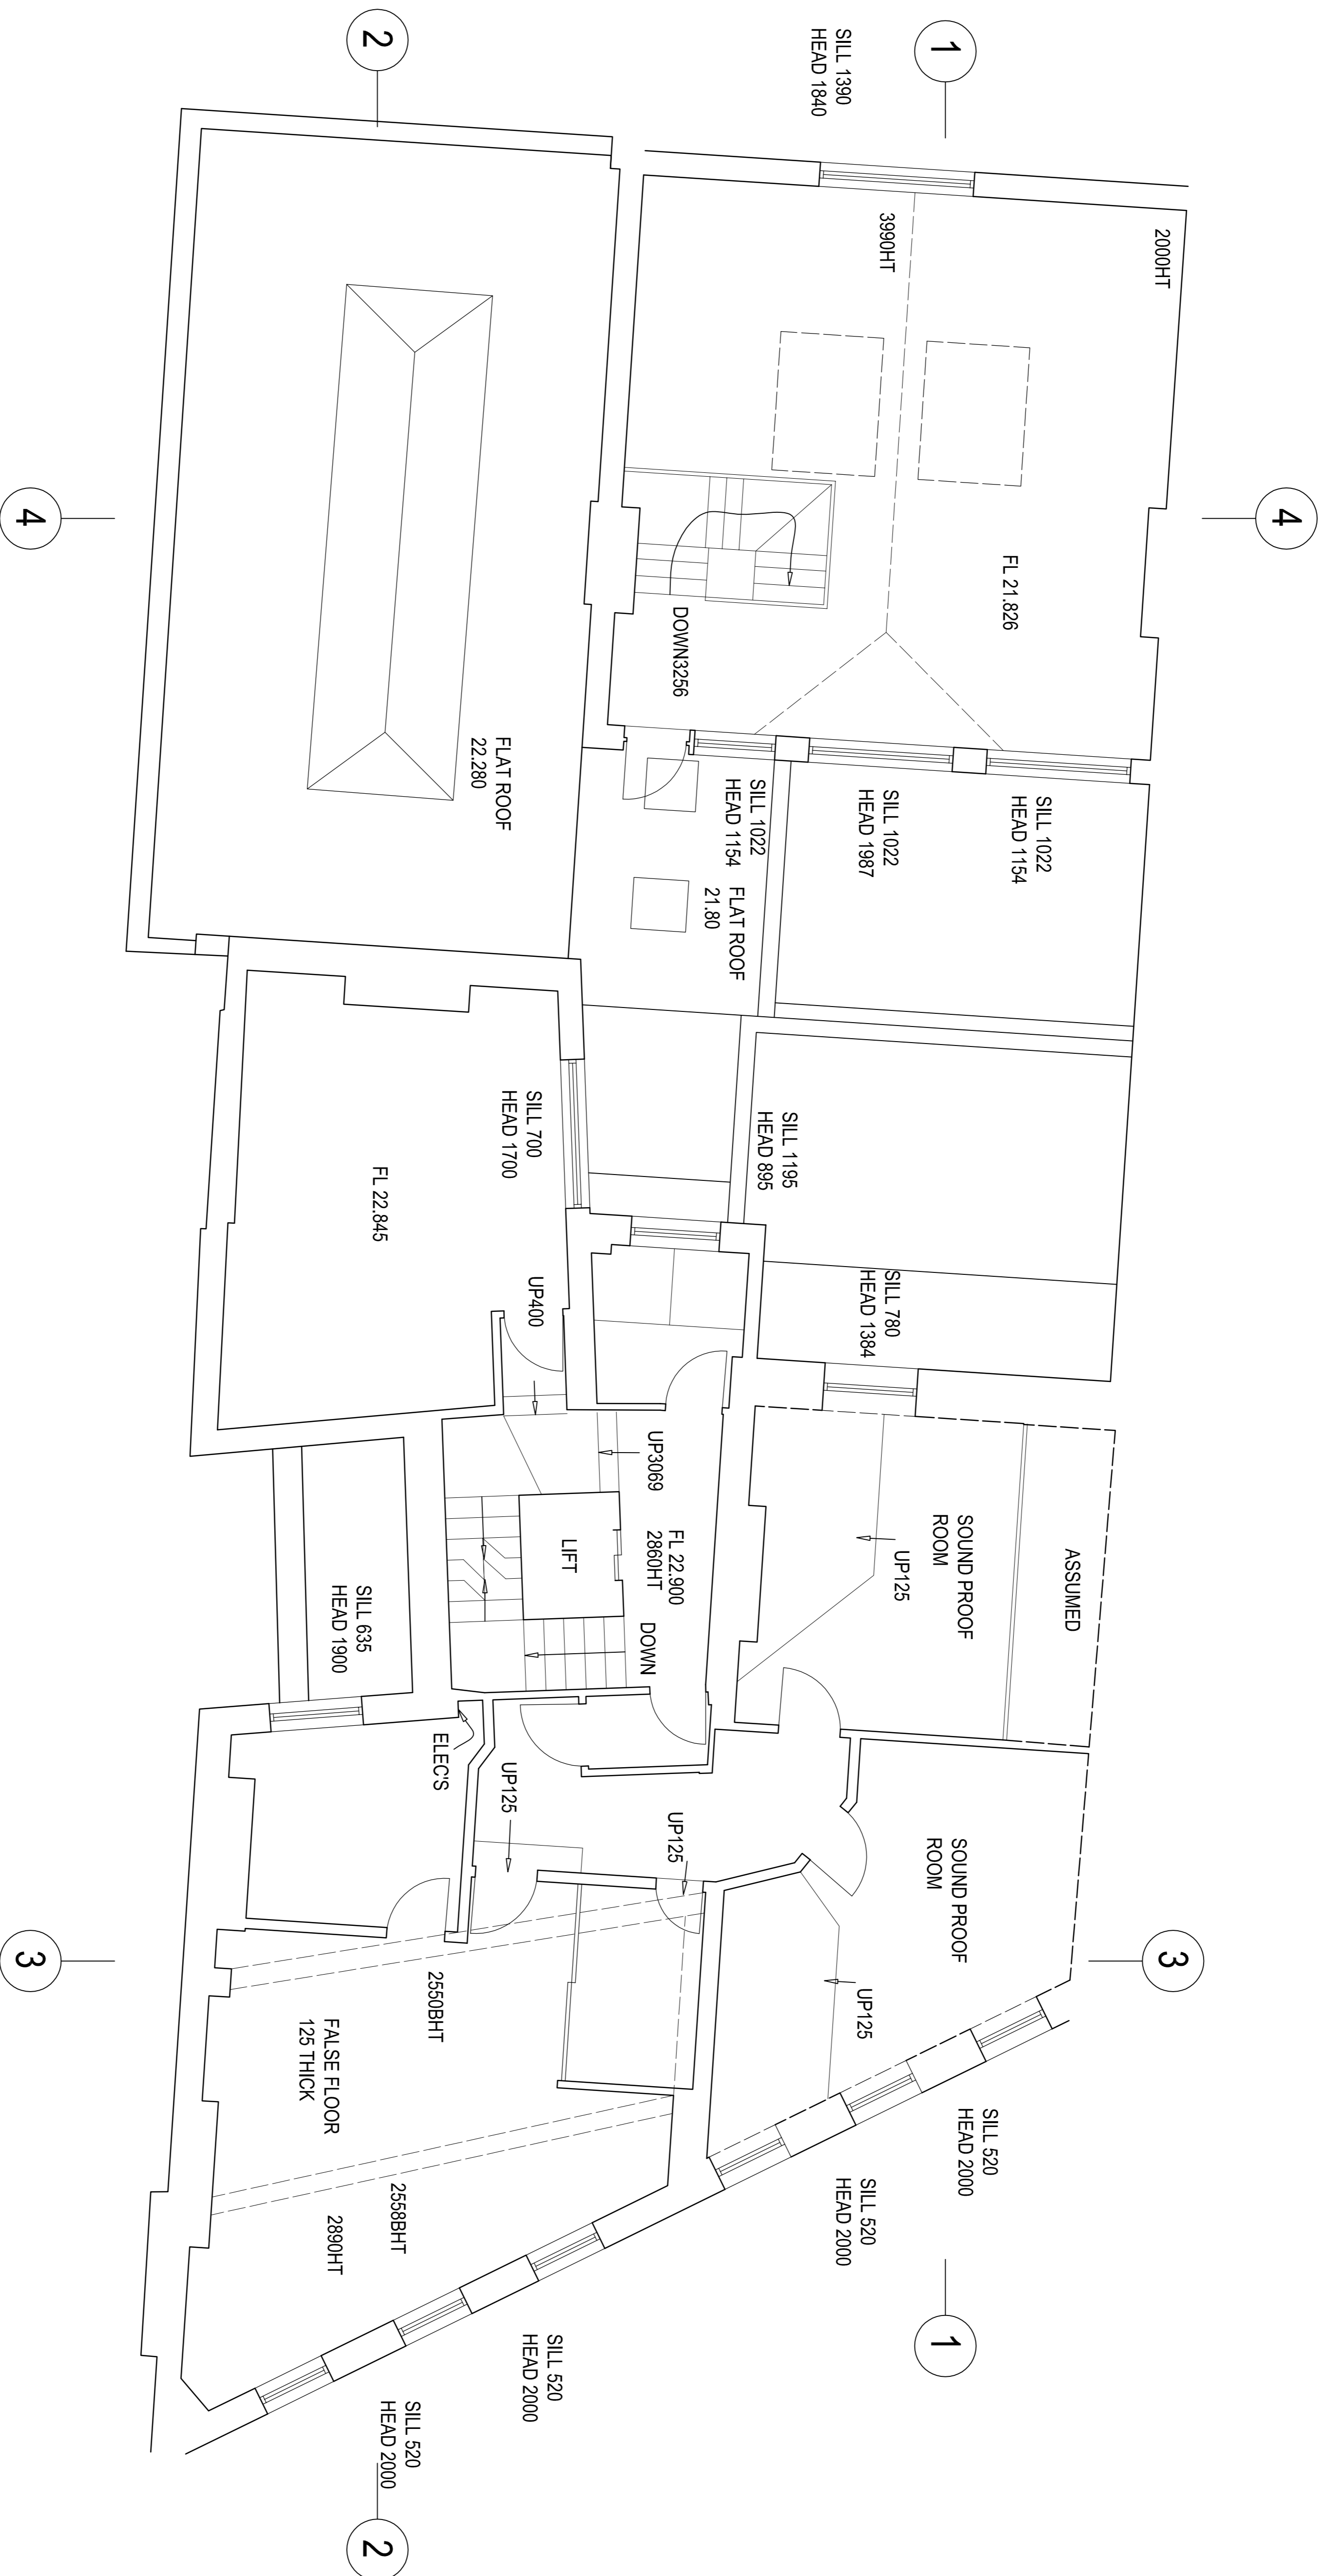 1
SILL 1390
HEAD 1840
2
2000HT
3990HT
4
4
FL 21.826
DOWN3256
FLAT ROOF
22.280
SILL 1022
HEAD 1154
SILL 1022
HEAD 1987
SILL 1022
HEAD 1154
FLAT ROOF
21.80
SILL 1195
HEAD 895
SILL 700
HEAD 1700
FL 22.845
SILL 780
HEAD 1384
UP400
UP3069
ASSUMED
SOUND PROOF
ROOM
UP125
FL 22.900
2860HT
LIFT
DOWN
SILL 635
HEAD 1900
ELEC'S
UP125
UP125
SOUND PROOF
ROOM
3
3
UP125
2550BHT
FALSE FLOOR
125 THICK
SILL 520
HEAD 2000
SILL 520
HEAD 2000
2558BHT
2890HT
1
SILL 520
HEAD 2000
SILL 520
HEAD 2000
2